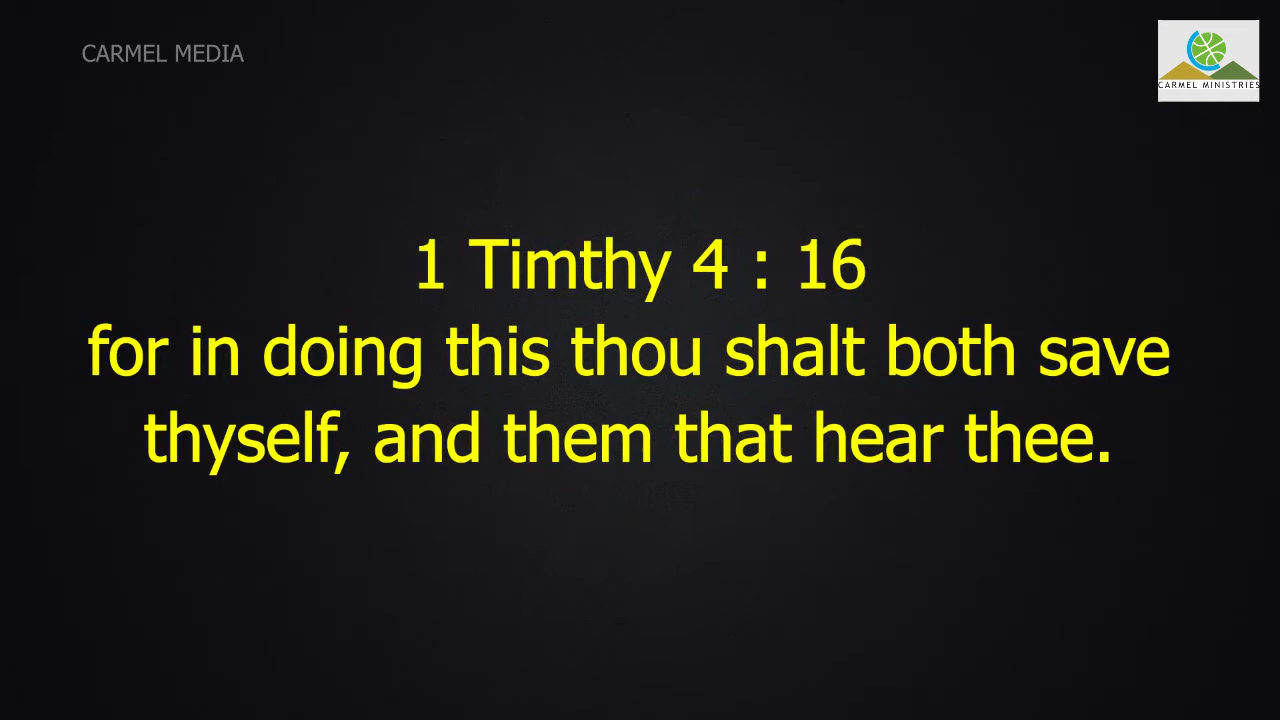 CARMEL MEDIA
CARMEL MINISTRIES
1 Timthy 4 : 16
for in doing this thou shalt both save
thyself, and them that hear thee.